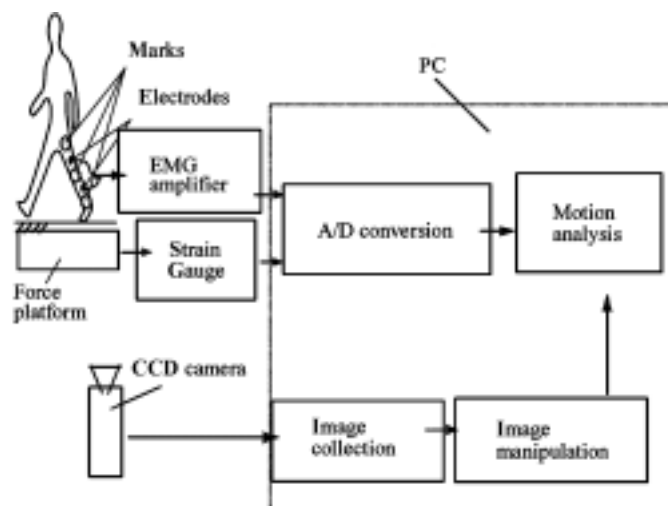 Marks
PC
Electrodes
EMG
amplifier
A/D conversion
Motion
analysis
Strain
Gauge
Force
platform
CCD camera
Image
collection
Image
manipulation